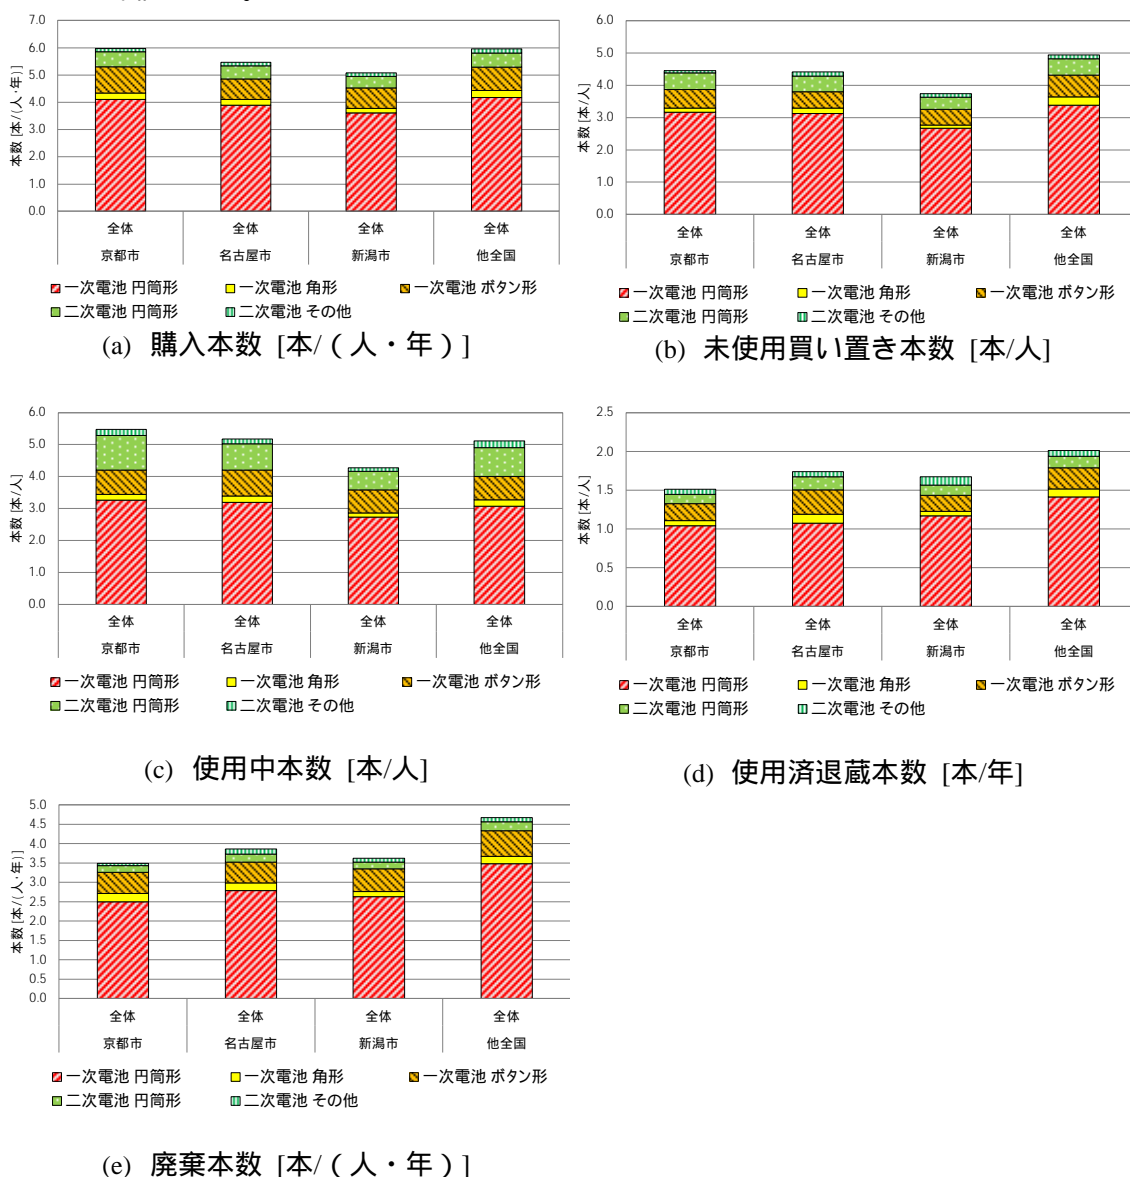 7.0
6.0
5.0
4.0
3.0
2.0
1.0
0.0
本数 [本/(人・年)]
全体 全体 全体 全体
京都市 名古屋市 新潟市 他全国
一次電池 円筒形 一次電池 角形 一次電池 ボタン形
二次電池 円筒形 二次電池 その他
(a) 購入本数 [本/(人・年)]
6.0
5.0
4.0
3.0
2.0
1.0
0.0
本数 [本/人]
全体 全体 全体 全体
京都市 名古屋市 新潟市 他全国
一次電池 円筒形 一次電池 角形 一次電池 ボタン形
二次電池 円筒形 二次電池 その他
(b) 未使用買い置き本数 [本/人]
6.0
5.0
4.0
3.0
2.0
1.0
0.0
本数 [本/人]
全体 全体 全体 全体
京都市 名古屋市 新潟市 他全国
一次電池 円筒形 一次電池 角形 一次電池 ボタン形
二次電池 円筒形 二次電池 その他
(c) 使用中本数 [本/人]
2.5
2.0
1.5
1.0
0.5
0.0
本数 [本/人]
全体 全体 全体 全体
京都市 名古屋市 新潟市 他全国
一次電池 円筒形 一次電池 角形 一次電池 ボタン形
二次電池 円筒形 二次電池 その他
(d) 使用済退蔵本数 [本/年]
5.0
4.5
4.0
3.5
3.0
2.5
2.0
1.5
1.0
0.5
0.0
本数 [本/(人・年)]
全体 全体 全体 全体
京都市 名古屋市 新潟市 他全国
一次電池 円筒形 一次電池 角形 一次電池 ボタン形
二次電池 円筒形 二次電池 その他
(e) 廃棄本数 [本/(人・年)]